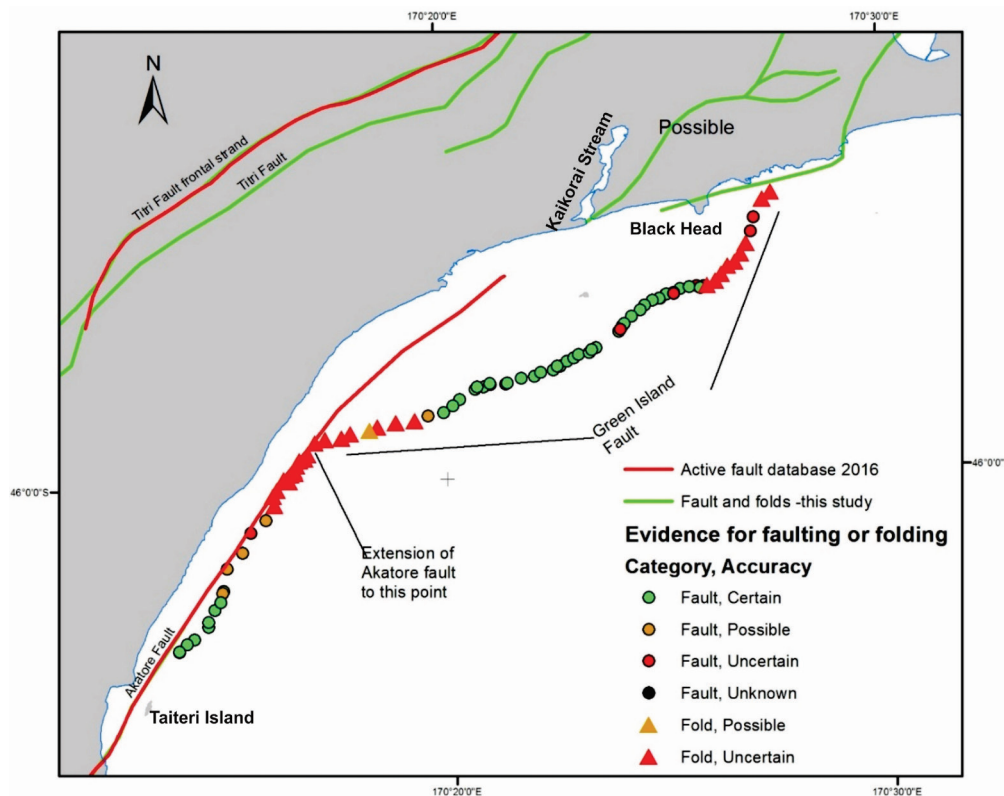 170°20'0"E
170°30'0"E
N
Titri Fault frontal strand
Titri Fault
Kaikorai Stream
Possible
Black Head
Green Island
Fault
46°0'0"S
46°0'0"
Extension of
Akatore fault
to this point
Akatore Fault
Taiteri Island
Active fault database 2016
Fault and folds -this study
Evidence for faulting or folding
Category, Accuracy
Fault, Certain
Fault, Possible
Fault, Uncertain
Fault, Unknown
Fold, Possible
Fold, Uncertain
170°20'0"E
170°30'0"E